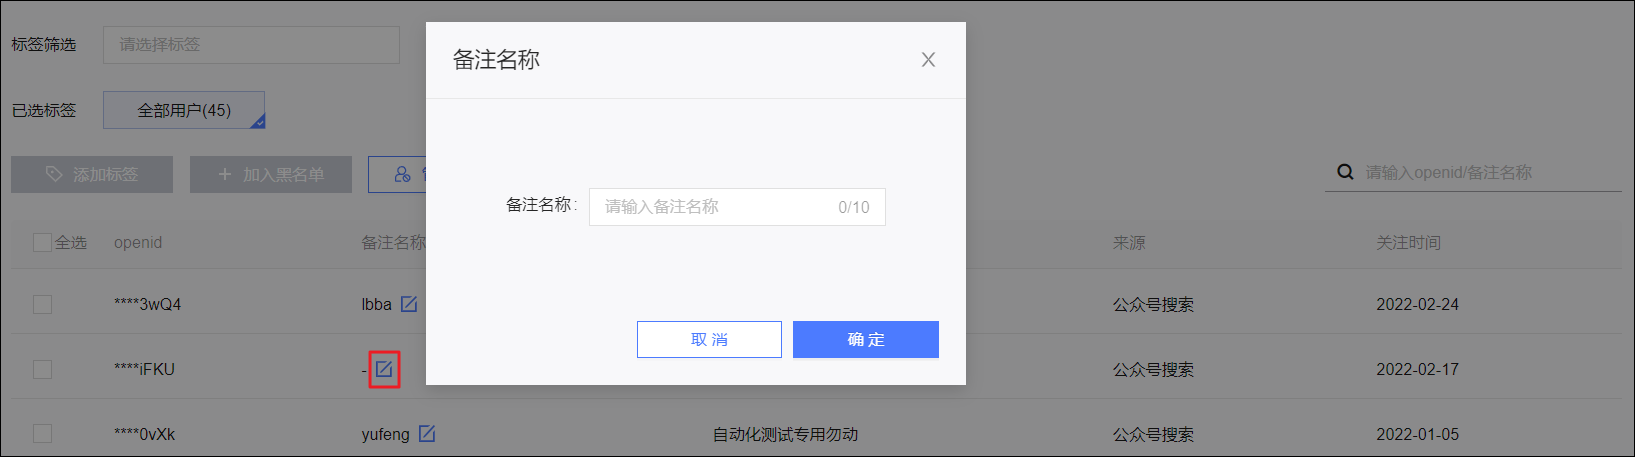 标签筛选 请选择标签
备注名称
已选标签 全部用户(45)
添加标签 加入黑名单
请输入openid/备注名称
备注名称: 请输入备注名称 0/10
全选 openid 备注名称 来源 关注时间
****3wQ4 lbba 公众号搜索 2022-02-24
取消 确定
****iFKU - 公众号搜索 2022-02-17
****0vXk yufeng 自动化测试专用勿动 公众号搜索 2022-01-05